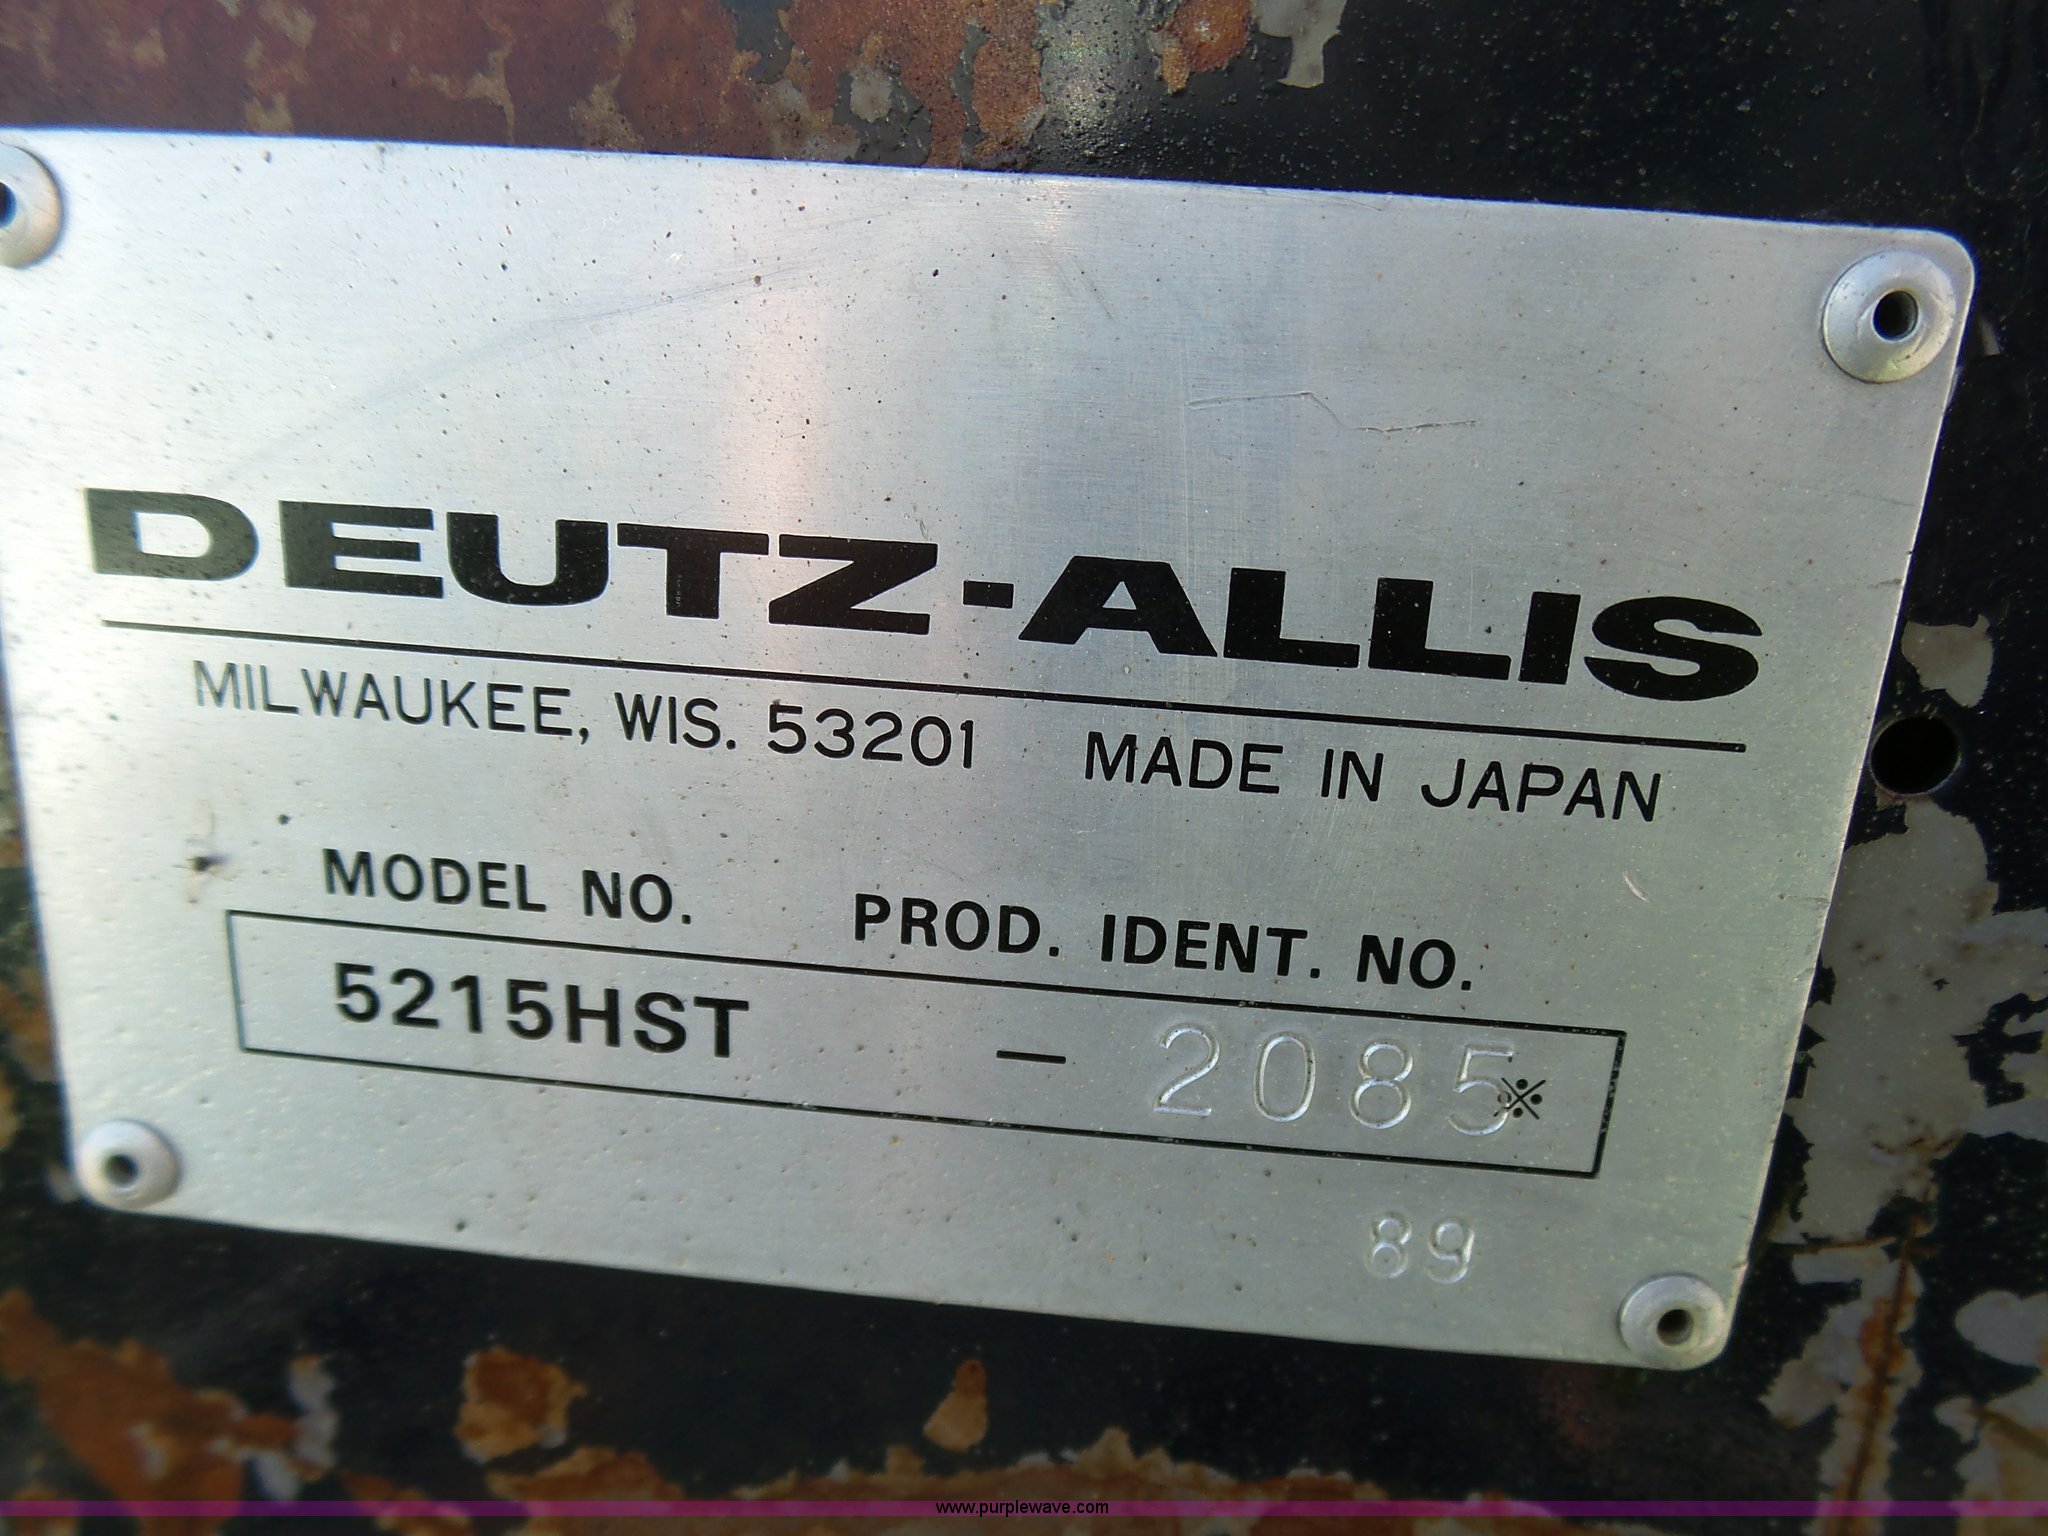 DEUTZ-ALLIS
MILWAUKEE, WIS. 53201 MADE IN JAPAN
MODEL NO. PROD. IDENT. NO.
5215HST – 2085※
89
www.purplewave.com